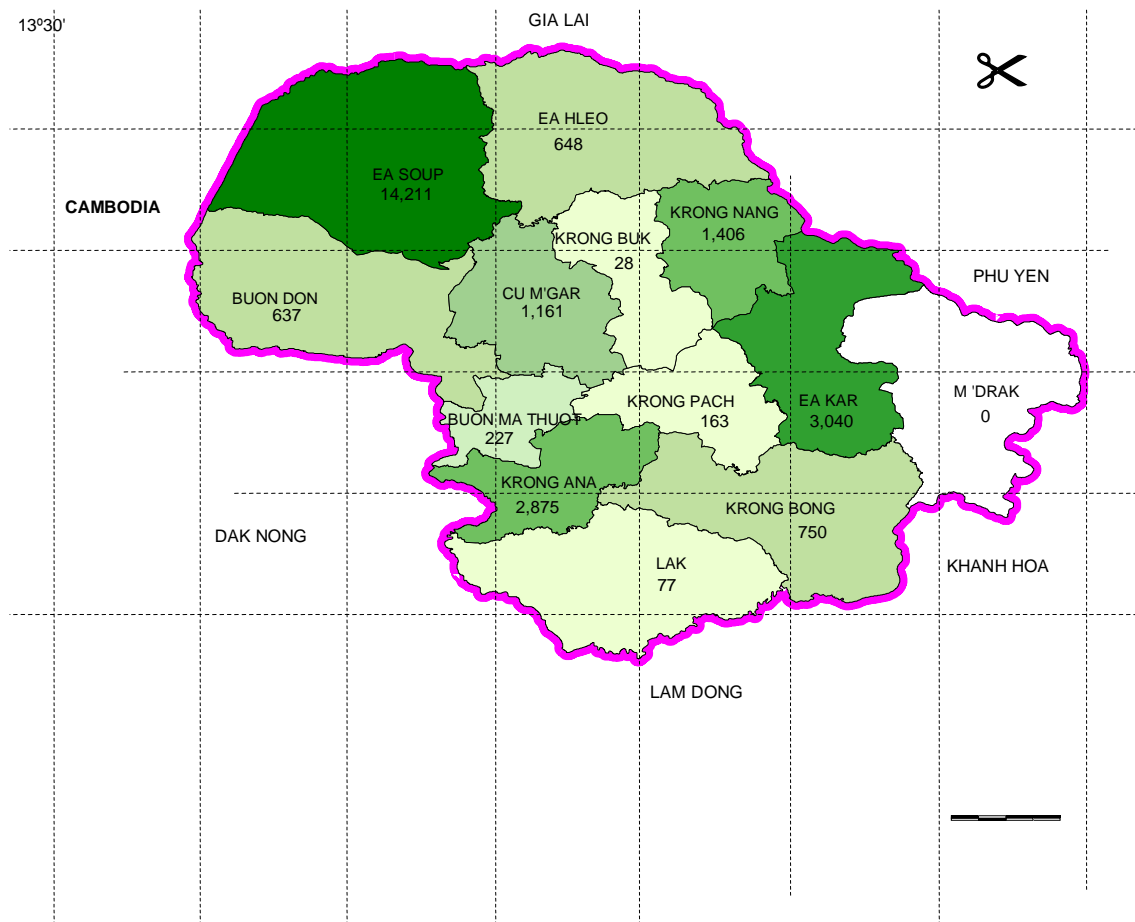 13°30'
GIA LAI
EA HLEO
648
EA SOUP
14,211
CAMBODIA
KRONG NANG
1,406
KRONG BUK
28
PHU YEN
CU M'GAR
1,161
BUON DON
637
M 'DRAK
0
KRONG PACH
163
EA KAR
3,040
BUON MA THUOT
227
KRONG ANA
2,875
KRONG BONG
750
DAK NONG
LAK
77
KHANH HOA
LAM DONG